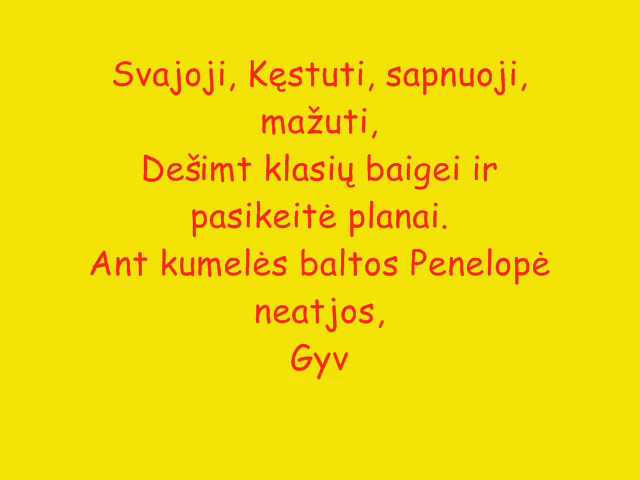 Svajoji, Kęstuti, sapnuoji,
mažuti,
Dešimt klasių baigei ir
pasikeitė planai.
Ant kumelės baltos Penelopė
neatjos,
Gyv